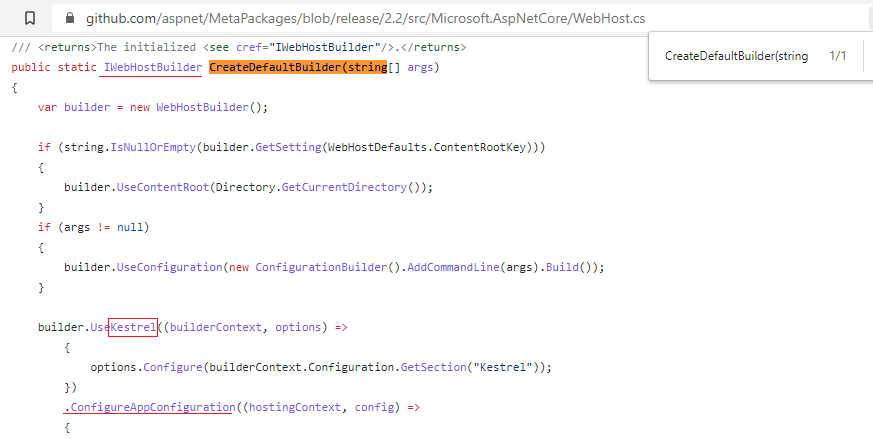 github.com/aspnet/MetaPackages/blob/release/2.2/src/Microsoft.AspNetCore/WebHost.cs
CreateDefaultBuilder(string 1/1
/// <returns>The initialized <see cref="IWebHostBuilder"/>.</returns>
public static IWebHostBuilder CreateDefaultBuilder(string[] args)
{
    var builder = new WebHostBuilder();

    if (string.IsNullOrEmpty(builder.GetSetting(WebHostDefaults.ContentRootKey)))
    {
        builder.UseContentRoot(Directory.GetCurrentDirectory());
    }
    if (args != null)
    {
        builder.UseConfiguration(new ConfigurationBuilder().AddCommandLine(args).Build());
    }

    builder.UseKestrel((builderContext, options) =>
        {
            options.Configure(builderContext.Configuration.GetSection("Kestrel"));
        })
        .ConfigureAppConfiguration((hostingContext, config) =>
        {